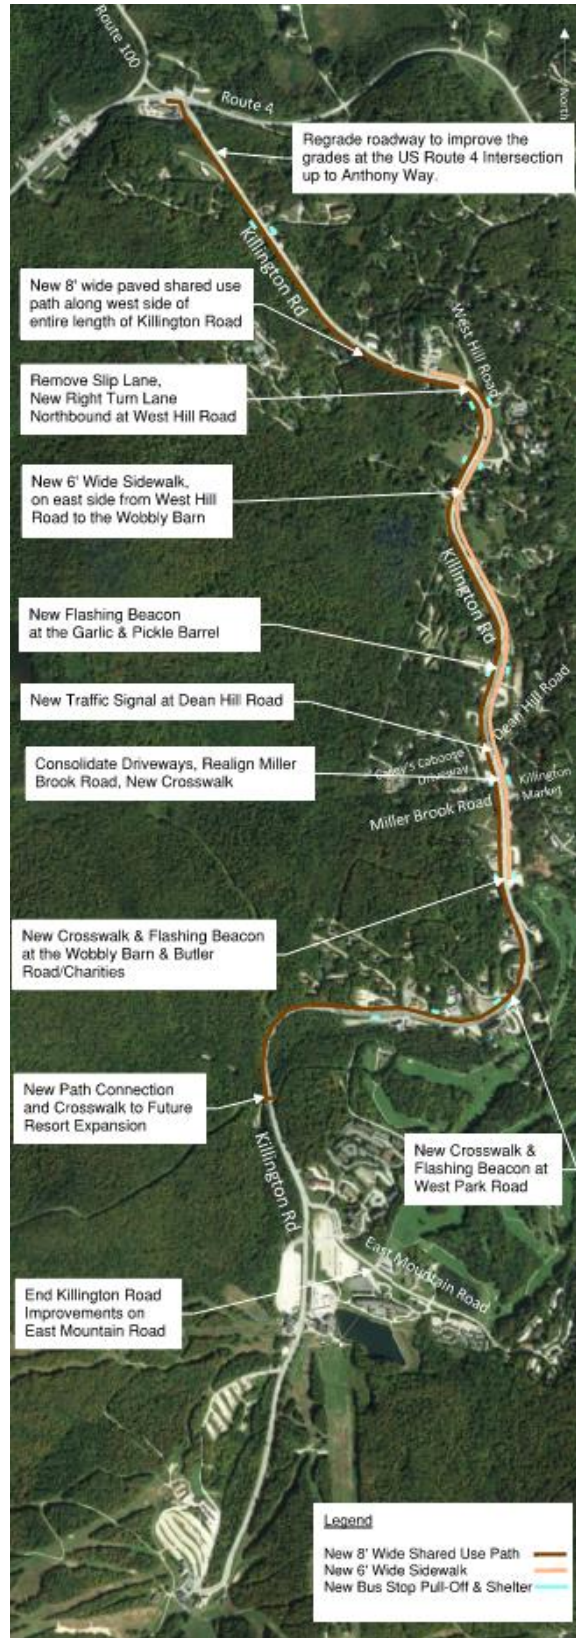 Route 100
Route 4
North
Regrade roadway to improve the
grades at the US Route 4 Intersection
up to Anthony Way.
Killington Rd
New 8' wide paved shared use
path along west side of
entire length of Killington Road
West Hill Road
Remove Slip Lane,
New Right Turn Lane
Northbound at West Hill Road
New 6' Wide Sidewalk,
on east side from West Hill
Road to the Wobbly Barn
Killington Rd
New Flashing Beacon
at the Garlic & Pickle Barrel
New Traffic Signal at Dean Hill Road
Dean Hill Road
Consolidate Driveways, Realign Miller
Brook Road, New Crosswalk
Casey's Caboose
Driveway
Killington
Market
Miller Brook Road
New Crosswalk & Flashing Beacon
at the Wobbly Barn & Butler
Road/Charities
New Path Connection
and Crosswalk to Future
Resort Expansion
Killington Rd
New Crosswalk &
Flashing Beacon at
West Park Road
East Mountain Road
End Killington Road
Improvements on
East Mountain Road
Legend
New 8' Wide Shared Use Path
New 6' Wide Sidewalk
New Bus Stop Pull-Off & Shelter